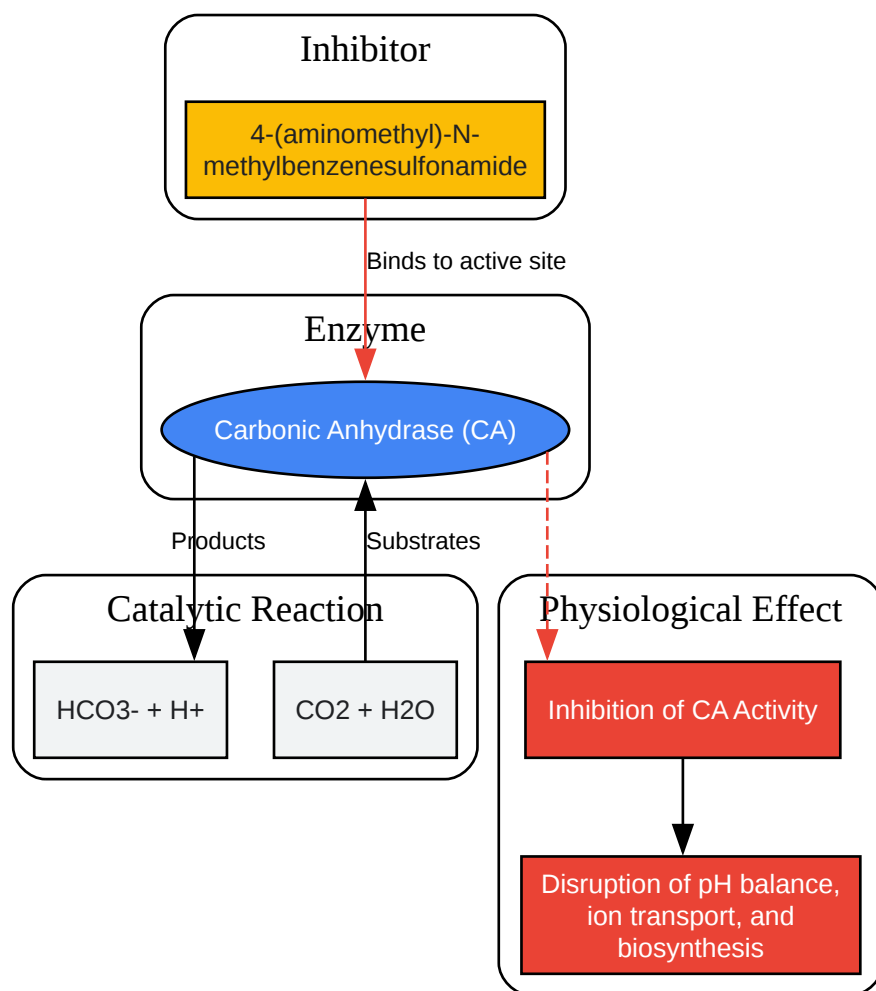 Inhibitor
4-(aminomethyl)-N-
methylbenzenesulfonamide
Binds to active site
Enzyme
Carbonic Anhydrase (CA)
Products
Substrates
Catalytic Reaction
Physiological Effect
HCO3- + H+
CO2 + H2O
Inhibition of CA Activity
Disruption of pH balance,
ion transport, and
biosynthesis